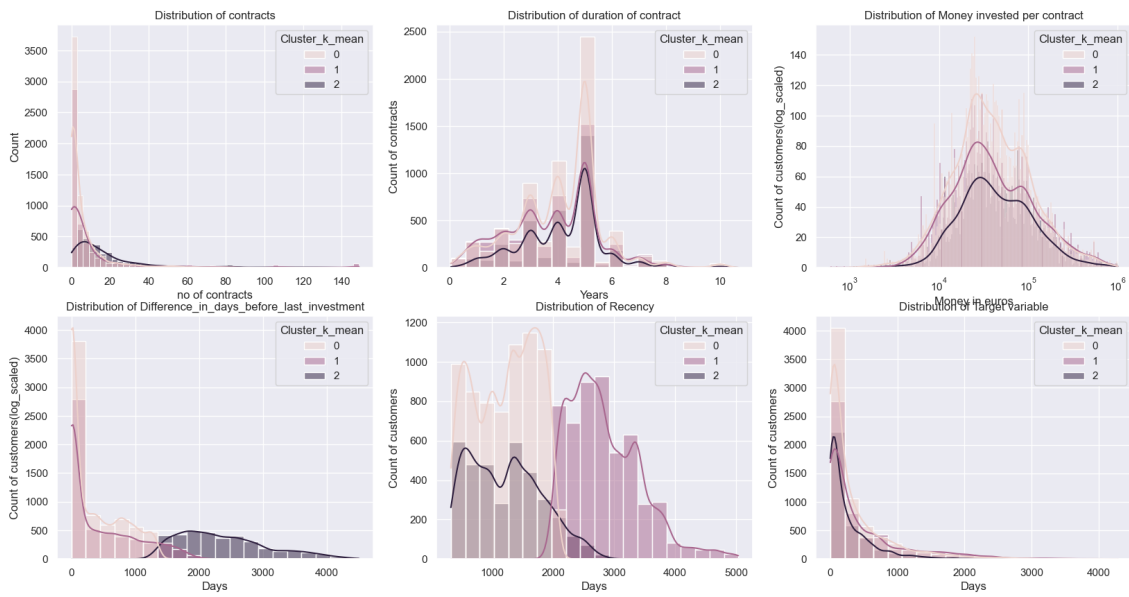 Distribution of contracts
Count
3500
3000
2500
2000
1500
1000
500
0
Cluster_k_mean
0
1
2
0 20 40 60 80 100 120 140
no of contracts
Distribution of duration of contract
Count of contracts
2500
2000
1500
1000
500
0
Cluster_k_mean
0
1
2
0 2 4 6 8 10
Years
Distribution of Money invested per contract
Count of customers(log_scaled)
140
120
100
80
60
40
20
0
Cluster_k_mean
0
1
2
10³ 10⁴ 10⁵ 10⁶
Money in euros
Distribution of Difference_in_days_before_last_investment
Count of customers(log_scaled)
4000
3500
3000
2500
2000
1500
1000
500
0
Cluster_k_mean
0
1
2
0 1000 2000 3000 4000
Days
Distribution of Recency
Count of customers
1200
1000
800
600
400
200
0
Cluster_k_mean
0
1
2
1000 2000 3000 4000 5000
Days
Distribution of Target variable
Count of customers
4000
3500
3000
2500
2000
1500
1000
500
0
Cluster_k_mean
0
1
2
0 1000 2000 3000 4000
Days